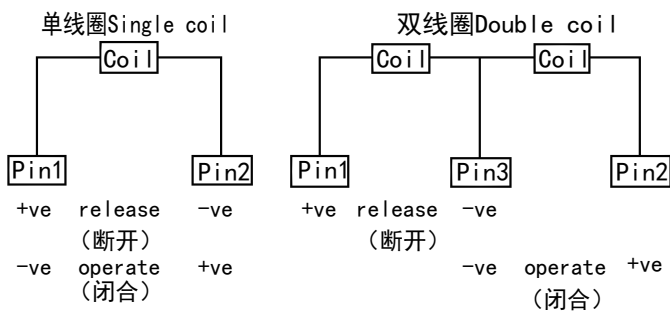 单线圈Single coil
双线圈Double coil
Coil
Coil
Coil
Pin1
Pin2
Pin1
Pin3
Pin2
+ve release -ve
(断开)
-ve operate +ve
(闭合)
+ve release -ve
(断开)
-ve operate +ve
(闭合)